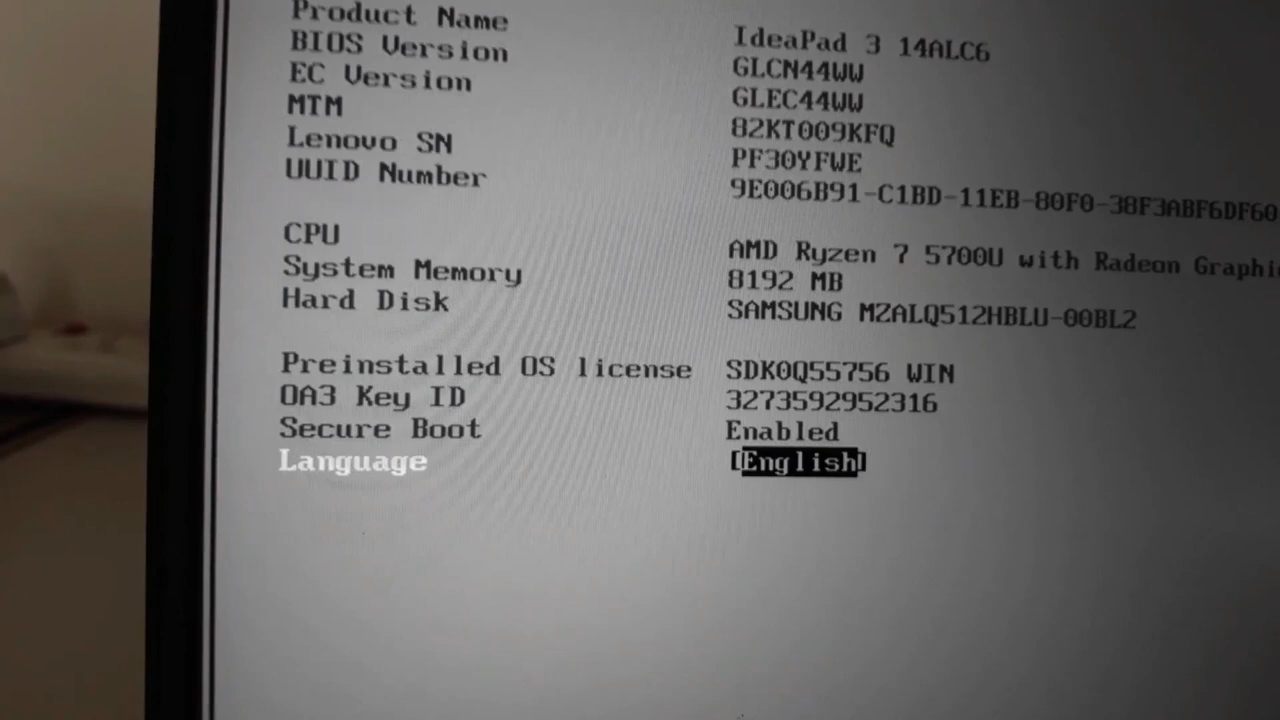 Product Name IdeaPad 3 14ALC6
BIOS Version GLCN44WW
EC Version GLEC44WW
MTM 82KT009KFQ
Lenovo SN PF30YFWE
UUID Number 9E006B91-C1BD-11EB-80F0-38F3ABF6DF60
CPU AMD Ryzen 7 5700U with Radeon Graphi
System Memory 8192 MB
Hard Disk SAMSUNG MZALQ512HBLU-00BL2
Preinstalled OS license SDK0Q55756 WIN
OA3 Key ID 3273592952316
Secure Boot Enabled
Language [English]